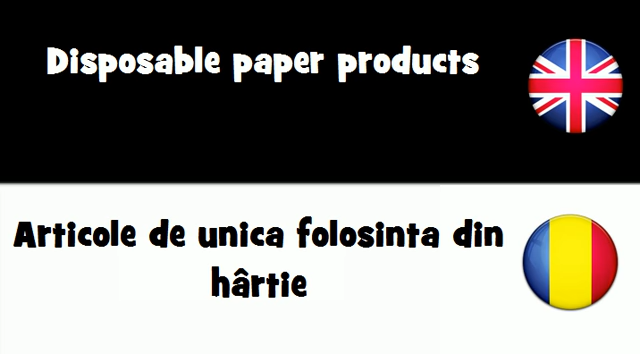 Disposable paper products
Articole de unica folosinta din
hârtie